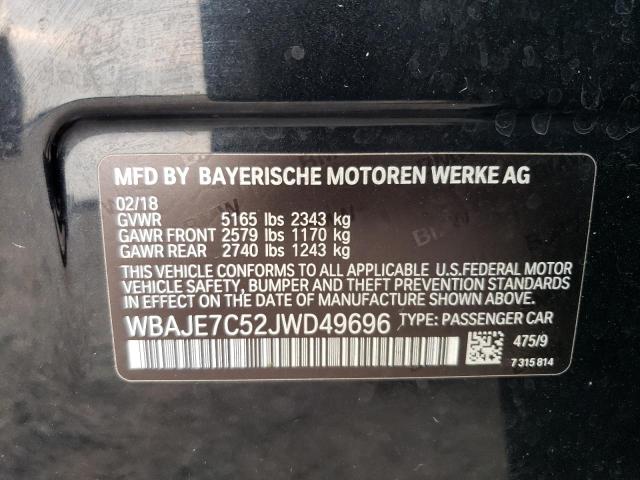 MFD BY BAYERISCHE MOTOREN WERKE AG
02/18
GVWR 5165 lbs 2343 kg
GAWR FRONT 2579 lbs 1170 kg
GAWR REAR 2740 lbs 1243 kg
THIS VEHICLE CONFORMS TO ALL APPLICABLE U.S.FEDERAL MOTOR
VEHICLE SAFETY, BUMPER AND THEFT PREVENTION STANDARDS
IN EFFECT ON THE DATE OF MANUFACTURE SHOWN ABOVE.
WBAJE7C52JWD49696 TYPE: PASSENGER CAR
475/9
7 315 814